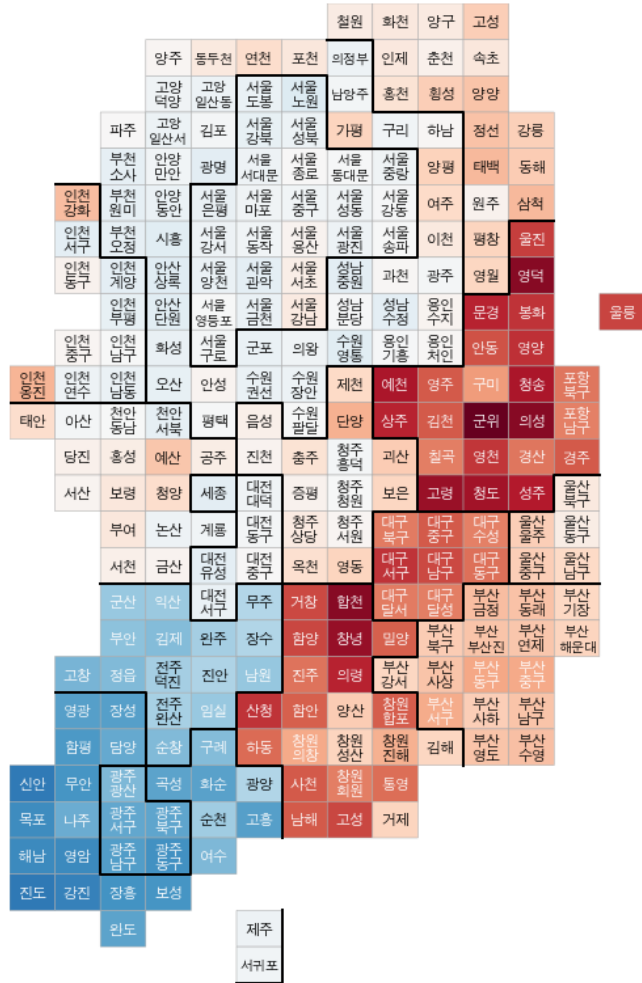 철원 화천 양구 고성
양주 동두천 연천 포천 의정부 인제 춘천 속초
고양 덕양 고양 일산동 서울 도봉 서울 노원 남양주 홍천 횡성 양양
파주 고양 일산서 김포 서울 강북 서울 성북 가평 구리 하남 정선 강릉
부천 소사 안양 만안 광명 서울 서대문 서울 종로 서울 동대문 서울 중랑 양평 태백 동해
인천 강화 부천 원미 안양 동안 서울 은평 서울 마포 서울 중구 서울 성동 서울 강동 여주 원주 삼척
인천 서구 부천 오정 시흥 서울 강서 서울 동작 서울 용산 서울 광진 서울 송파 이천 평창 울진
인천 동구 인천 계양 안산 상록 서울 양천 서울 관악 서울 서초 성남 중원 과천 광주 영월 영덕
인천 부평 안산 단원 서울 영등포 서울 금천 서울 강남 성남 분당 성남 수정 용인 수지 문경 봉화 울릉
인천 중구 인천 남구 화성 서울 구로 군포 의왕 수원 영통 용인 기흥 용인 처인 안동 영양
인천 옹진 인천 연수 인천 남동 오산 안성 수원 권선 수원 장안 제천 예천 영주 구미 청송 포항 북구
태안 아산 천안 동남 천안 서북 평택 음성 수원 팔달 단양 상주 김천 군위 의성 포항 남구
당진 홍성 예산 공주 진천 충주 청주 흥덕 괴산 칠곡 영천 경산 경주
서산 보령 청양 세종 대전 대덕 증평 청주 청원 보은 고령 청도 성주 울산 북구
부여 논산 계룡 대전 동구 청주 상당 청주 서원 대구 북구 대구 중구 대구 수성 울산 울주 울산 동구
서천 금산 대전 유성 대전 중구 옥천 영동 대구 서구 대구 남구 대구 동구 울산 중구 울산 남구
군산 익산 대전 서구 무주 거창 합천 대구 달서 대구 달성 부산 금정 부산 동래 부산 기장
부안 김제 완주 장수 함양 창녕 밀양 부산 북구 부산 부산진 부산 연제 부산 해운대
고창 정읍 전주 덕진 진안 남원 진주 의령 부산 강서 부산 사상 부산 동구 부산 중구
영광 장성 전주 완산 임실 산청 함안 양산 창원 합포 부산 서구 부산 사하 부산 남구
함평 담양 순창 구례 하동 창원 의창 창원 성산 창원 진해 김해 부산 영도 부산 수영
신안 무안 광주 광산 곡성 화순 광양 사천 창원 회원 통영
목포 나주 광주 서구 광주 북구 순천 고흥 남해 고성 거제
해남 영암 광주 남구 광주 동구 여수
진도 강진 장흥 보성
완도 제주
서귀포